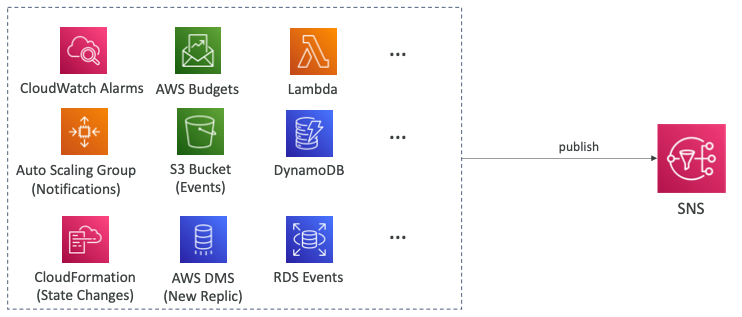 CloudWatch Alarms
AWS Budgets
Lambda
...
Auto Scaling Group
(Notifications)
S3 Bucket
(Events)
DynamoDB
...
CloudFormation
(State Changes)
AWS DMS
(New Replic)
RDS Events
...
publish
SNS